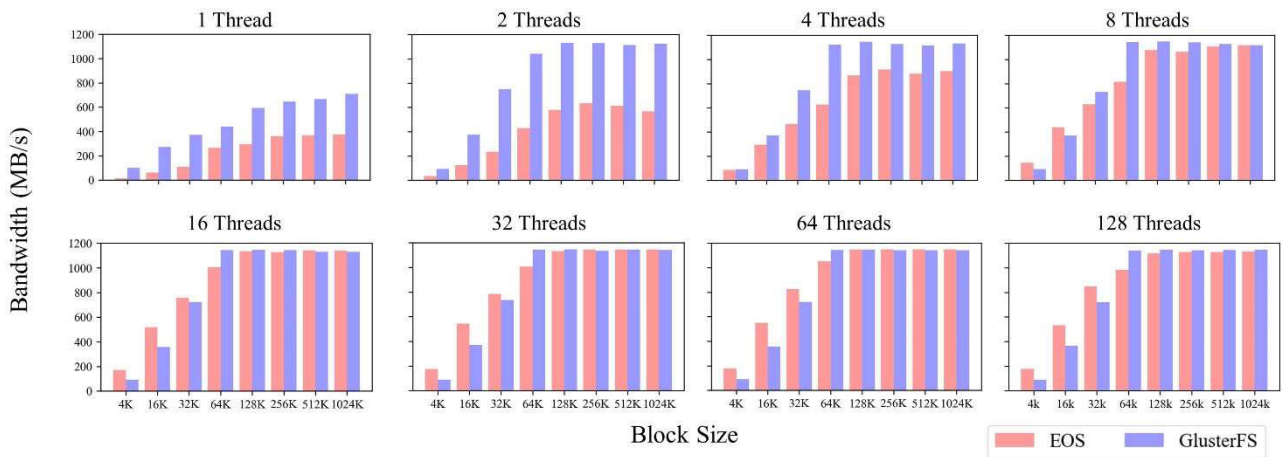 1 Thread
2 Threads
4 Threads
8 Threads
1200
1000
800
600
400
200
0
Bandwidth (MB/s)
16 Threads
32 Threads
64 Threads
128 Threads
1200
1000
800
600
400
200
0
4K 16K 32K 64K 128K 256K 512K 1024K
4K 16K 32K 64K 128K 256K 512K 1024K
4K 16K 32K 64K 128K 256K 512K 1024K
4k 16k 32k 64k 128k 256k 512k 1024k
Block Size
EOS
GlusterFS